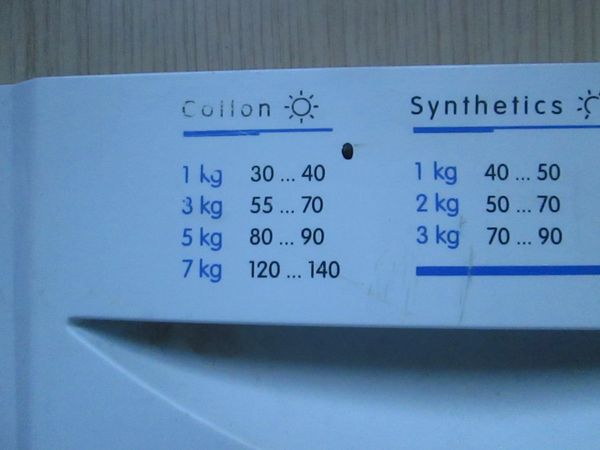 Cotton
1 kg 30 ... 40
3 kg 55 ... 70
5 kg 80 ... 90
7 kg 120 ... 140
Synthetics
1 kg 40 ... 50
2 kg 50 ... 70
3 kg 70 ... 90